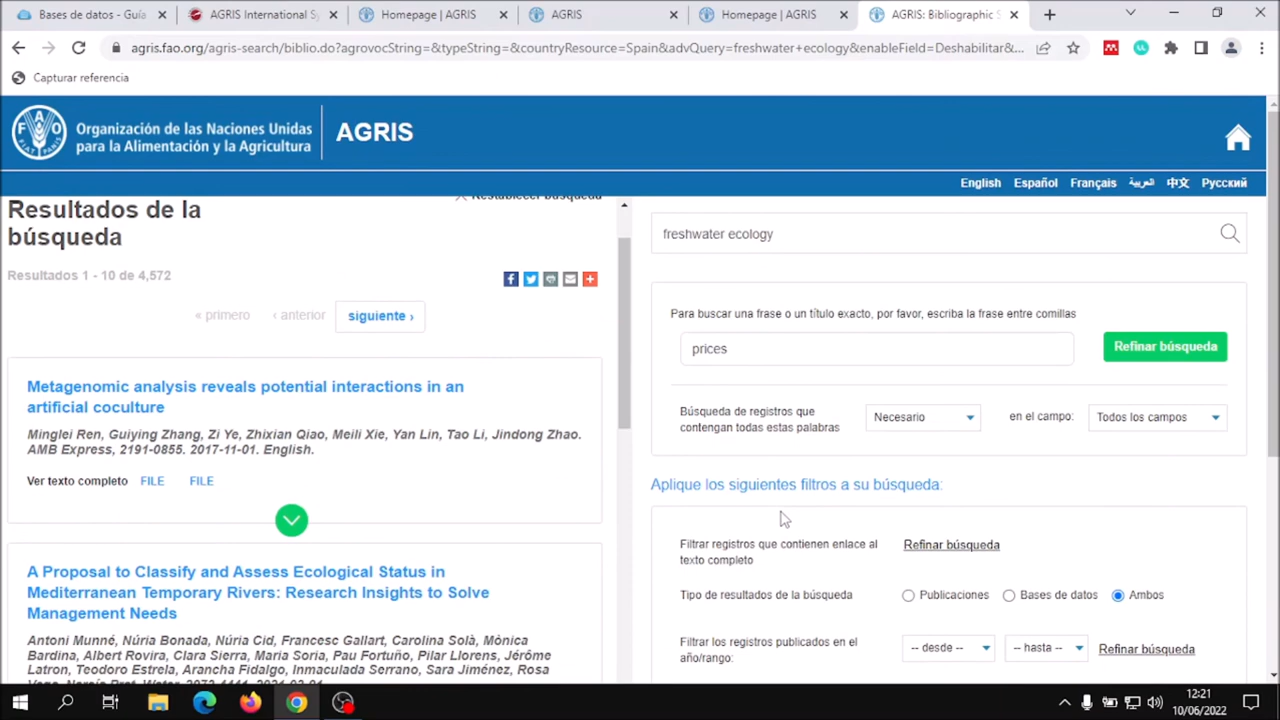 Bases de datos - Guía
AGRIS International Sy
Homepage | AGRIS
AGRIS
Homepage | AGRIS
AGRIS: Bibliographic S
agris.fao.org/agris-search/biblio.do?agrovocString=&typeString=&countryResource=Spain&advQuery=freshwater+ecology&enableField=Deshabilitar&...
Capturar referencia
FAO
FIAT PANIS
Organización de las Naciones Unidas
para la Alimentación y la Agricultura
AGRIS
English Español Français العربية 中文 Русский
Restablecer búsqueda
Resultados de la
búsqueda
Resultados 1 - 10 de 4,572
« primero ‹ anterior siguiente ›
Metagenomic analysis reveals potential interactions in an
artificial coculture
Minglei Ren, Guiying Zhang, Zi Ye, Zhixian Qiao, Meili Xie, Yan Lin, Tao Li, Jindong Zhao.
AMB Express, 2191-0855. 2017-11-01. English.
Ver texto completo FILE FILE
A Proposal to Classify and Assess Ecological Status in
Mediterranean Temporary Rivers: Research Insights to Solve
Management Needs
Antoni Munné, Núria Bonada, Núria Cid, Francesc Gallart, Carolina Solà, Mònica
Bardina, Albert Rovira, Clara Sierra, Maria Soria, Pau Fortuño, Pilar Llorens, Jérôme
Latron, Teodoro Estrela, Arancha Fidalgo, Inmaculada Serrano, Sara Jiménez, Rosa
freshwater ecology
Para buscar una frase o un título exacto, por favor, escriba la frase entre comillas
prices
Refinar búsqueda
Búsqueda de registros que
contengan todas estas palabras
Necesario
en el campo:
Todos los campos
Aplique los siguientes filtros a su búsqueda:
Filtrar registros que contienen enlace al
texto completo
Refinar búsqueda
Tipo de resultados de la búsqueda
Publicaciones Bases de datos Ambos
Filtrar los registros publicados en el
año/rango:
-- desde -- -- hasta -- Refinar búsqueda
12:21
10/06/2022